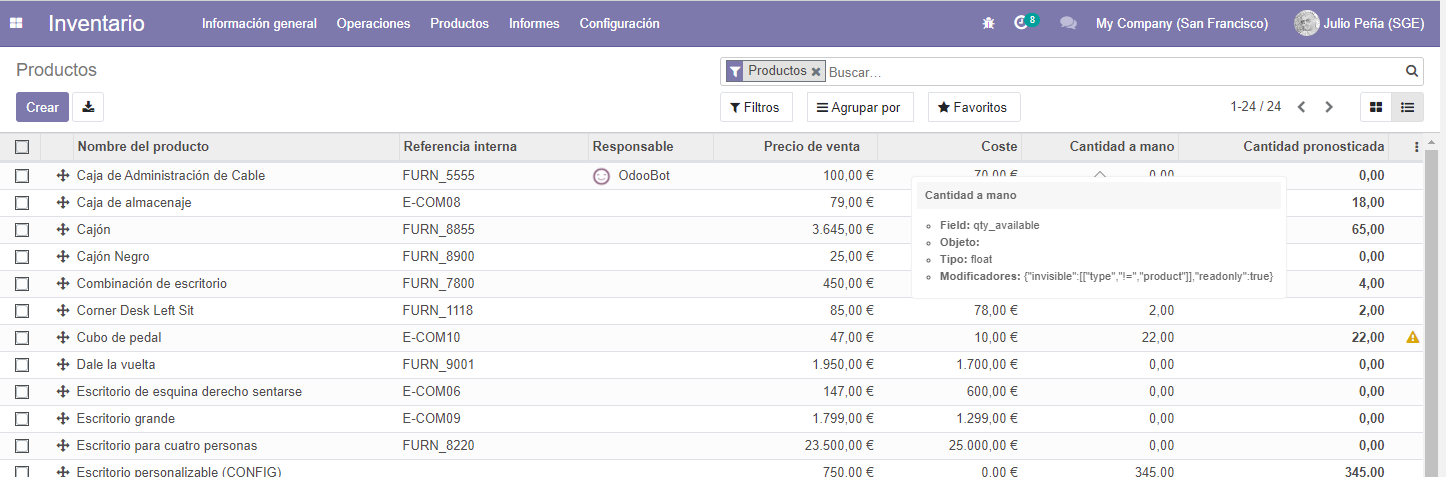 Inventario Información general Operaciones Productos Informes Configuración 8 My Company (San Francisco) Julio Peña (SGE)
Productos Productos Buscar...
Crear Filtros Agrupar por Favoritos 1-24 / 24
Nombre del producto Referencia interna Responsable Precio de venta Coste Cantidad a mano Cantidad pronosticada
Caja de Administración de Cable FURN_5555 OdooBot 100,00 € 70,00 € 0,00 0,00
Caja de almacenaje E-COM08 79,00 € 18,00
Cajón FURN_8855 3.645,00 € 65,00
Cajón Negro FURN_8900 25,00 € 0,00
Combinación de escritorio FURN_7800 450,00 € 4,00
Cantidad a mano
Field: qty_available
Objeto:
Tipo: float
Modificadores: {"invisible":[["type","!=","product"]],"readonly":true}
Corner Desk Left Sit FURN_1118 85,00 € 78,00 € 2,00 2,00
Cubo de pedal E-COM10 47,00 € 10,00 € 22,00 22,00
Dale la vuelta FURN_9001 1.950,00 € 1.700,00 € 0,00 0,00
Escritorio de esquina derecho sentarse E-COM06 147,00 € 600,00 € 0,00 0,00
Escritorio grande E-COM09 1.799,00 € 1.299,00 € 0,00 0,00
Escritorio para cuatro personas FURN_8220 23.500,00 € 25.000,00 € 0,00 0,00
Escritorio personalizable (CONFIG) 750,00 € 0,00 € 345,00 345,00